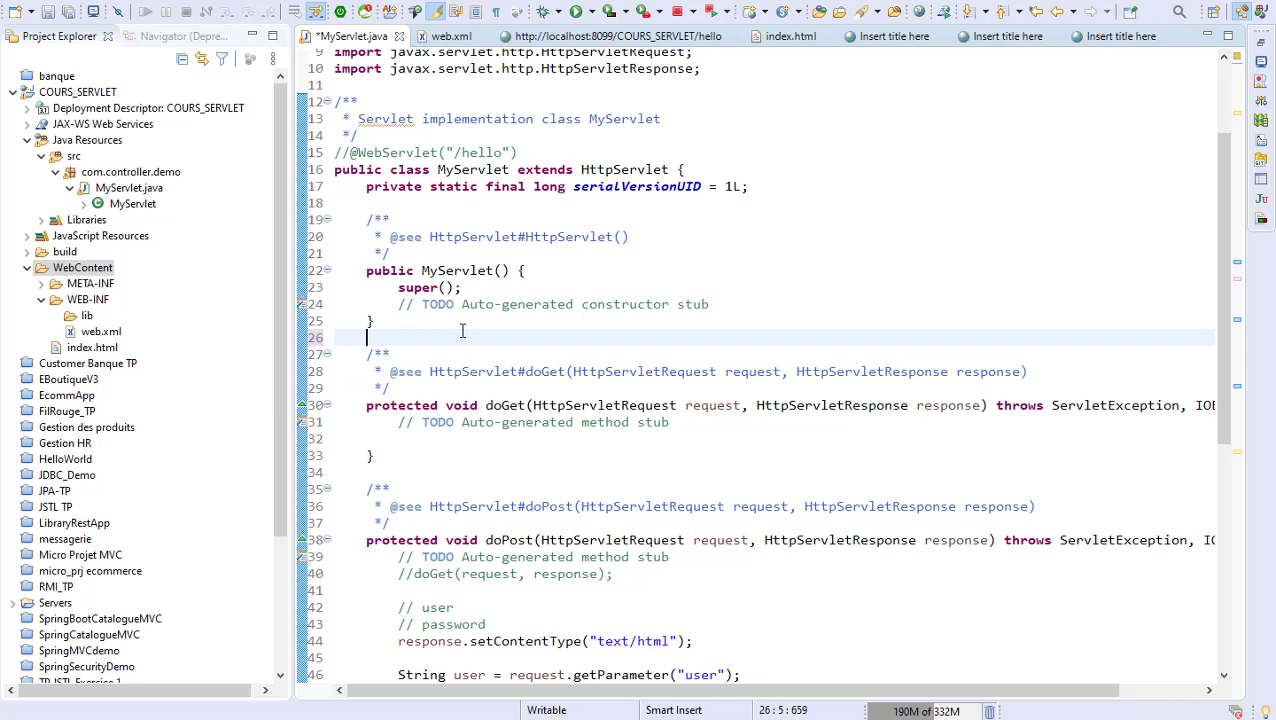 Project Explorer
Navigator (Depre...
*MyServlet.java
web.xml
http://localhost:8099/COURS_SERVLET/hello
index.html
Insert title here
Insert title here
Insert title here
banque
COURS_SERVLET
Deployment Descriptor: COURS_SERVLET
JAX-WS Web Services
Java Resources
src
com.controller.demo
MyServlet.java
MyServlet
Libraries
JavaScript Resources
build
WebContent
META-INF
WEB-INF
lib
web.xml
index.html
Customer Banque TP
EBoutiqueV3
EcommApp
FilRouge_TP
Gestion des produits
Gestion HR
HelloWorld
JDBC_Demo
JPA-TP
JSTL TP
LibraryRestApp
messagerie
Micro Projet MVC
micro_prj ecommerce
RMI_TP
Servers
SpringBootCatalogueMVC
SpringCatalogueMVC
SpringMVCdemo
SpringSecurityDemo
TP JSTL Exercice 1
9 import javax.servlet.http.HttpServletRequest;
10 import javax.servlet.http.HttpServletResponse;
11
12 /**
13 * Servlet implementation class MyServlet
14 */
15 //@WebServlet("/hello")
16 public class MyServlet extends HttpServlet {
17 private static final long serialVersionUID = 1L;
18
19 /**
20 * @see HttpServlet#HttpServlet()
21 */
22 public MyServlet() {
23 super();
24 // TODO Auto-generated constructor stub
25 }
26
27 /**
28 * @see HttpServlet#doGet(HttpServletRequest request, HttpServletResponse response)
29 */
30 protected void doGet(HttpServletRequest request, HttpServletResponse response) throws ServletException, IOE
31 // TODO Auto-generated method stub
32
33 }
34
35 /**
36 * @see HttpServlet#doPost(HttpServletRequest request, HttpServletResponse response)
37 */
38 protected void doPost(HttpServletRequest request, HttpServletResponse response) throws ServletException, IO
39 // TODO Auto-generated method stub
40 //doGet(request, response);
41
42 // user
43 // password
44 response.setContentType("text/html");
45
46 String user = request.getParameter("user");
Writable
Smart Insert
26 : 5 : 659
190M of 332M